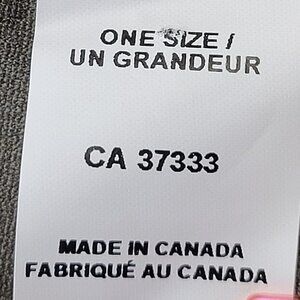 ONE SIZE /
UN GRANDEUR
CA 37333
MADE IN CANADA
FABRIQUÉ AU CANADA